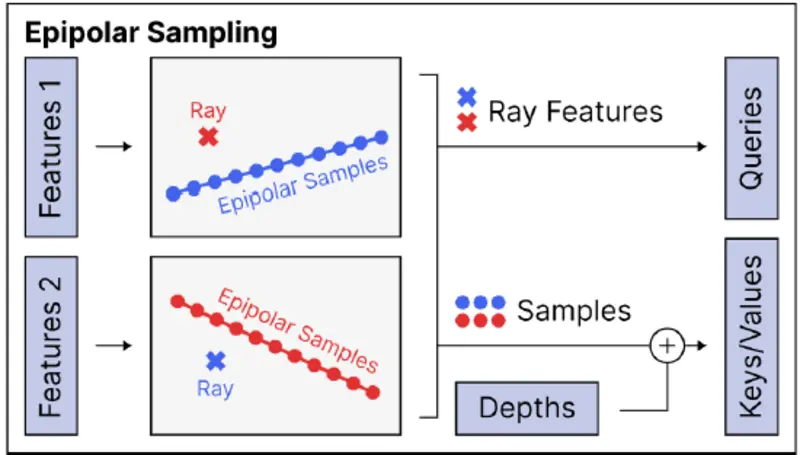 Epipolar Sampling
Features 1
Ray
Epipolar Samples
Ray Features
Queries
Features 2
Epipolar Samples
Ray
Samples
+
Depths
Keys/Values